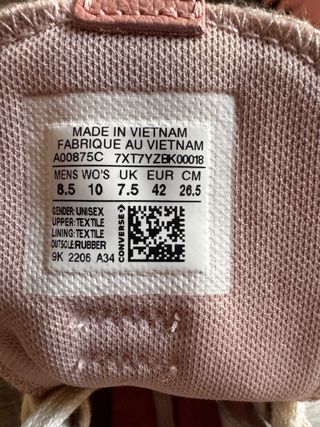 MADE IN VIETNAM
FABRIQUE AU VIETNAM
A00875C 7XT7YZBK00018
MENS WO'S UK EUR CM
8.5 10 7.5 42 26.5
GENDER: UNISEX
UPPER: TEXTILE
LINING: TEXTILE
OUTSOLE: RUBBER
9K 2206 A34
CONVERSE